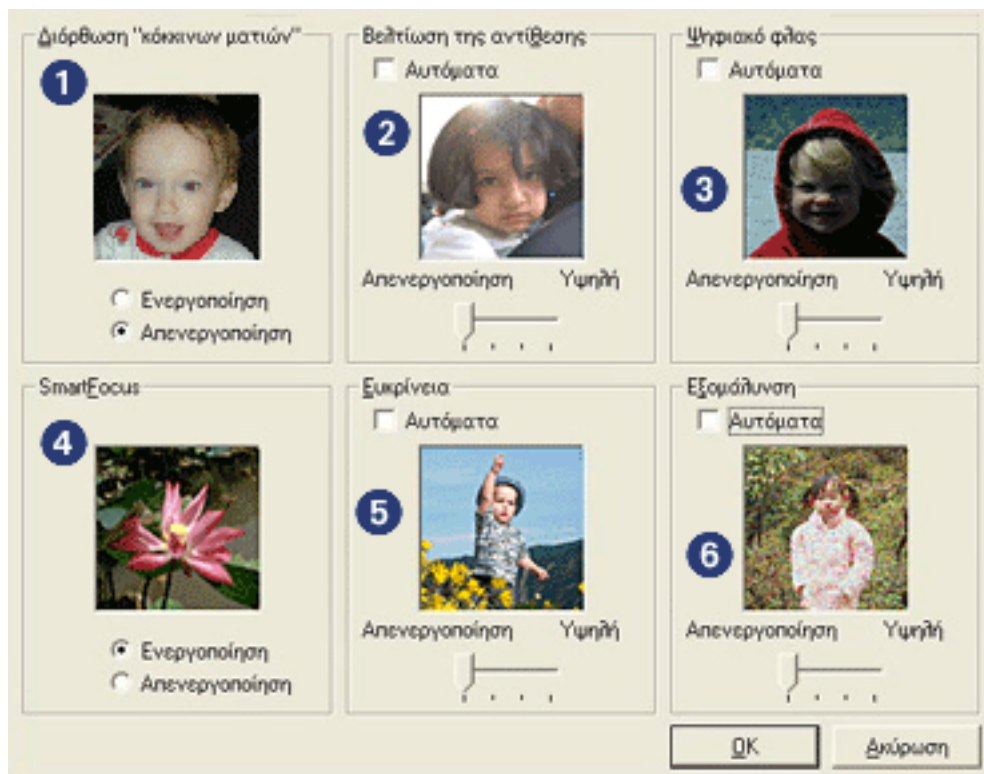 Διόρθωση "κόκκινων ματιών"
1
Ενεργοποίηση
Απενεργοποίηση
Βελτίωση της αντίθεσης
Αυτόματα
2
Απενεργοποίηση Υψηλή
Ψηφιακό φλας
Αυτόματα
3
Απενεργοποίηση Υψηλή
SmartFocus
4
Ενεργοποίηση
Απενεργοποίηση
Ευκρίνεια
Αυτόματα
5
Απενεργοποίηση Υψηλή
Εξομάλυνση
Αυτόματα
6
Απενεργοποίηση Υψηλή
OK Ακύρωση